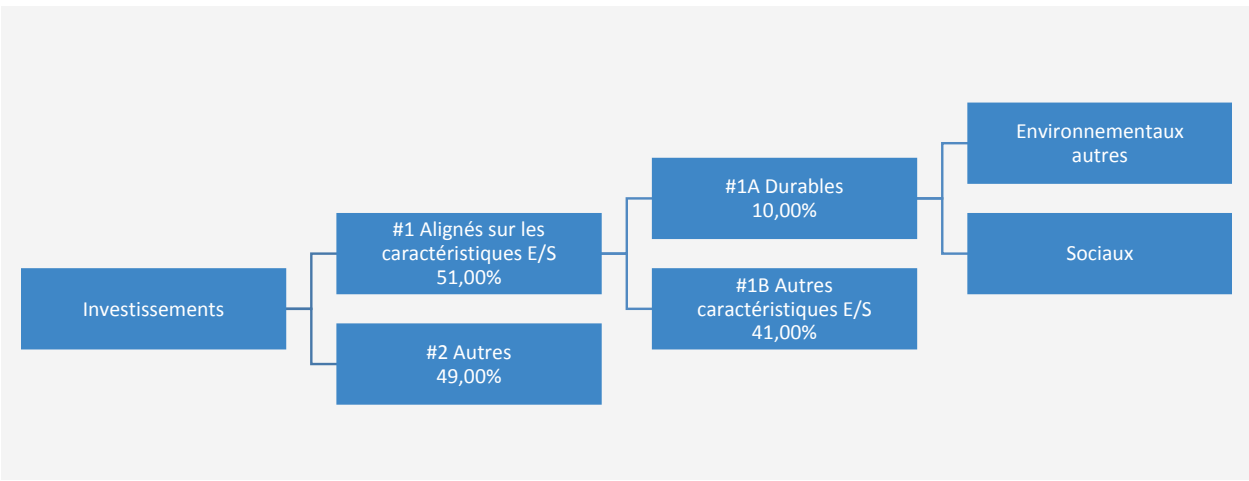 Investissements
#1 Alignés sur les
caractéristiques E/S
51,00%
#2 Autres
49,00%
#1A Durables
10,00%
#1B Autres
caractéristiques E/S
41,00%
Environnementaux
autres
Sociaux